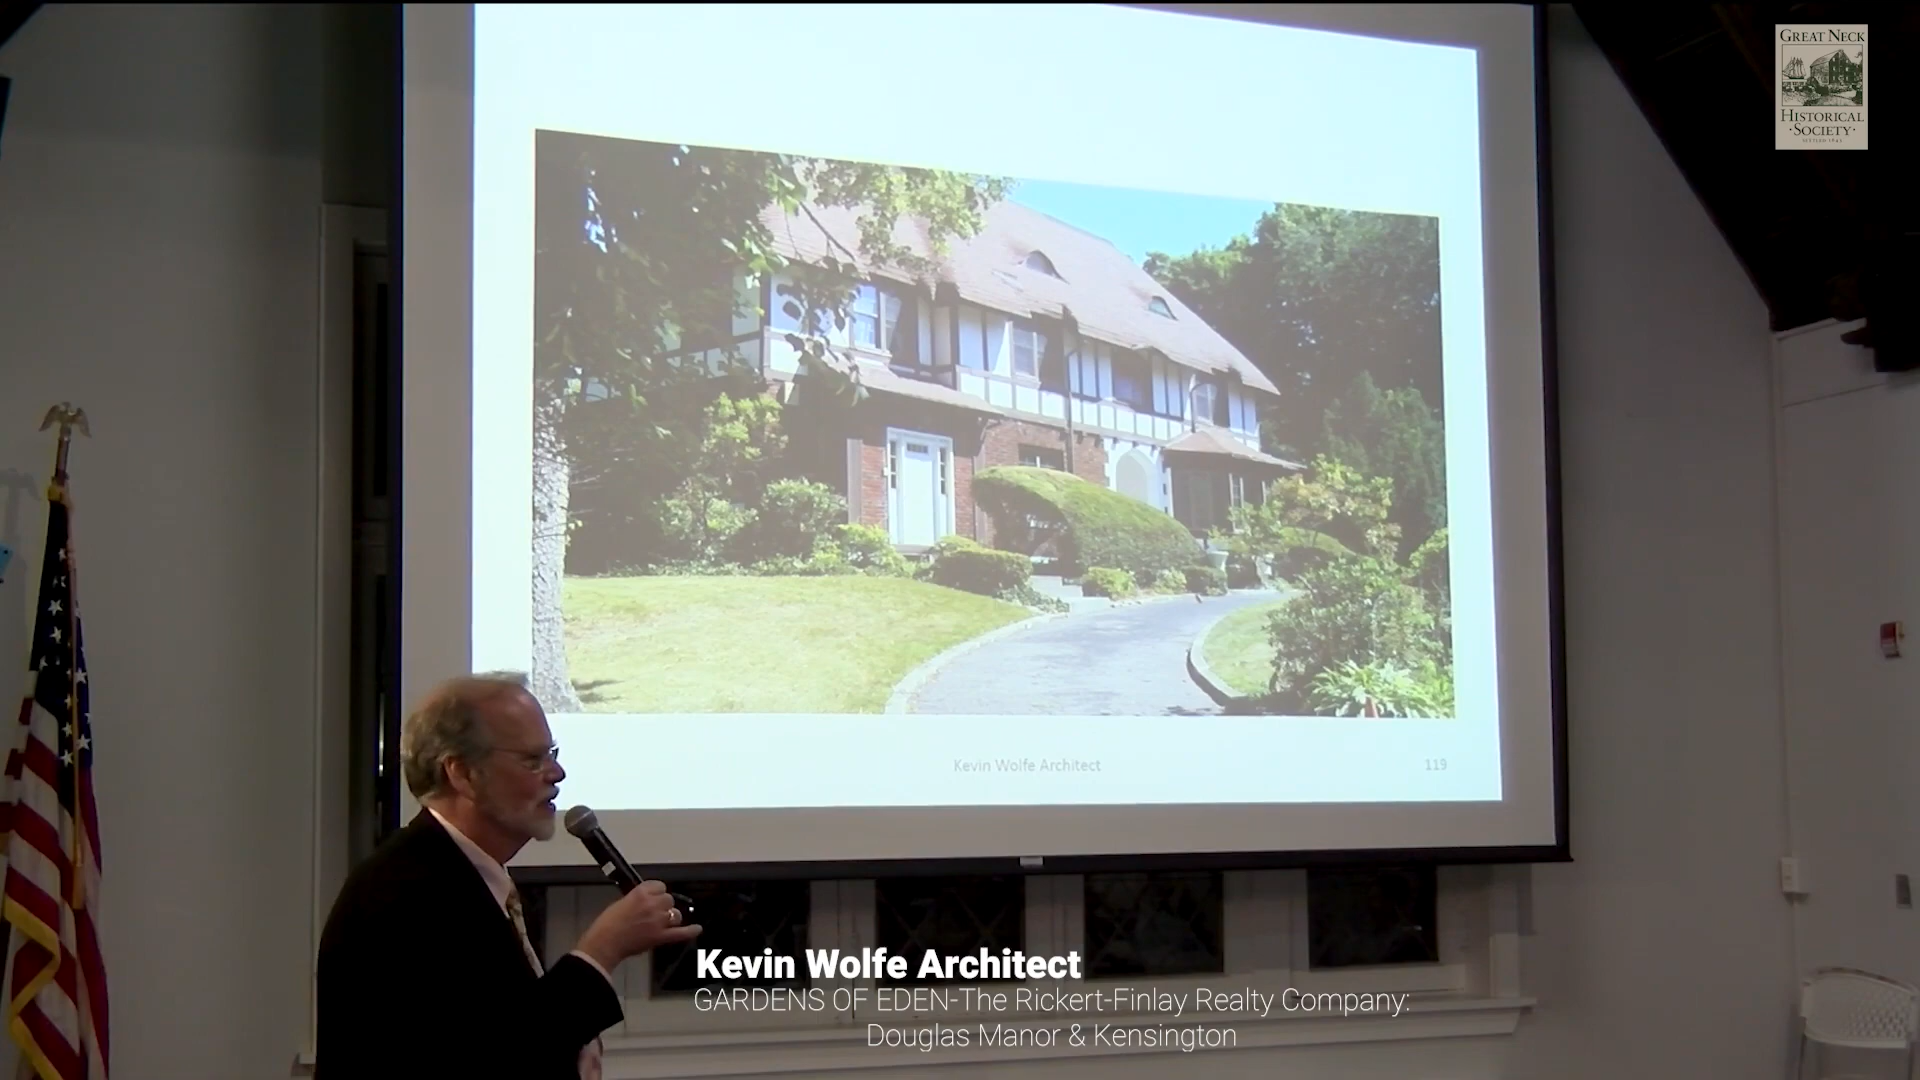 GREAT NECK
HISTORICAL
·SOCIETY·
Kevin Wolfe Architect
119
Kevin Wolfe Architect
GARDENS OF EDEN-The Rickert-Finlay Realty Company:
Douglas Manor & Kensington